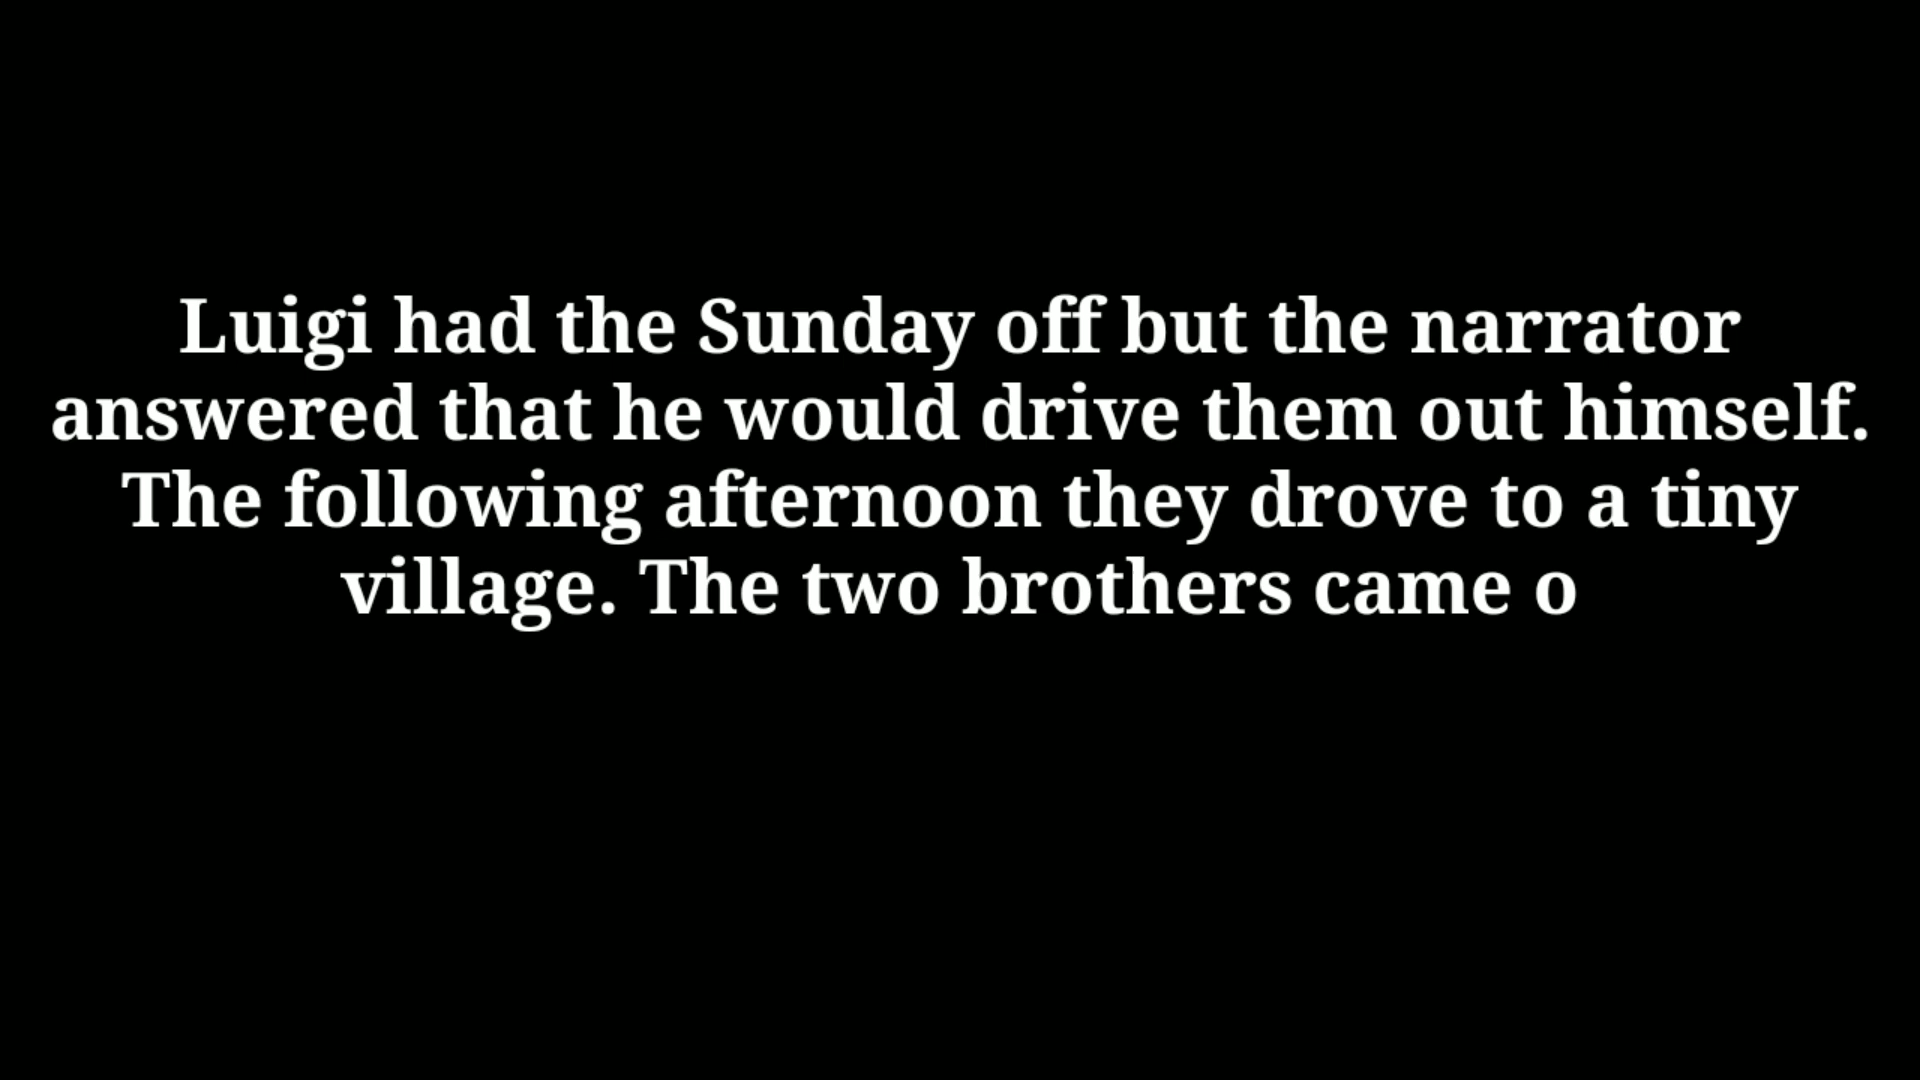 Luigi had the Sunday off but the narrator
answered that he would drive them out himself.
The following afternoon they drove to a tiny
village. The two brothers came o